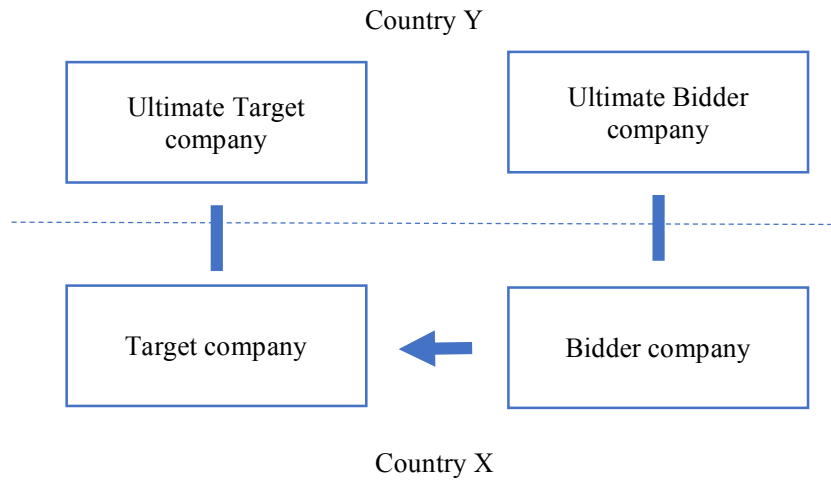 Country Y
Ultimate Target
company
Ultimate Bidder
company
Target company
Bidder company
Country X